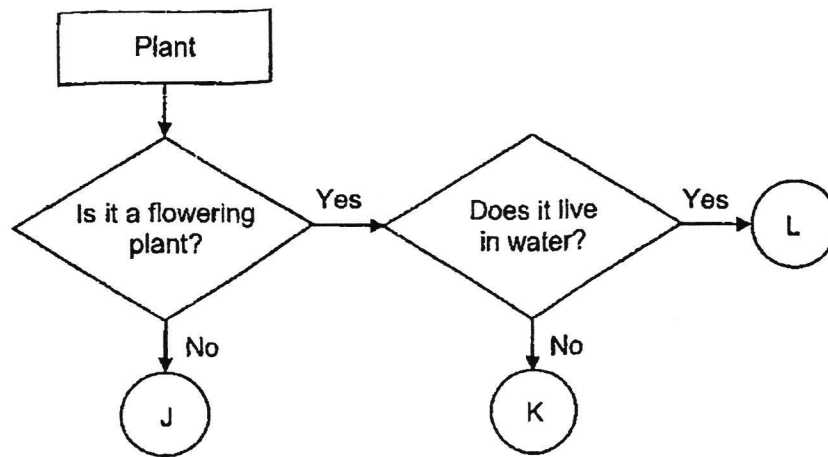 Plant
Is it a flowering
plant?
Yes
Does it live
in water?
Yes
L
No
J
No
K